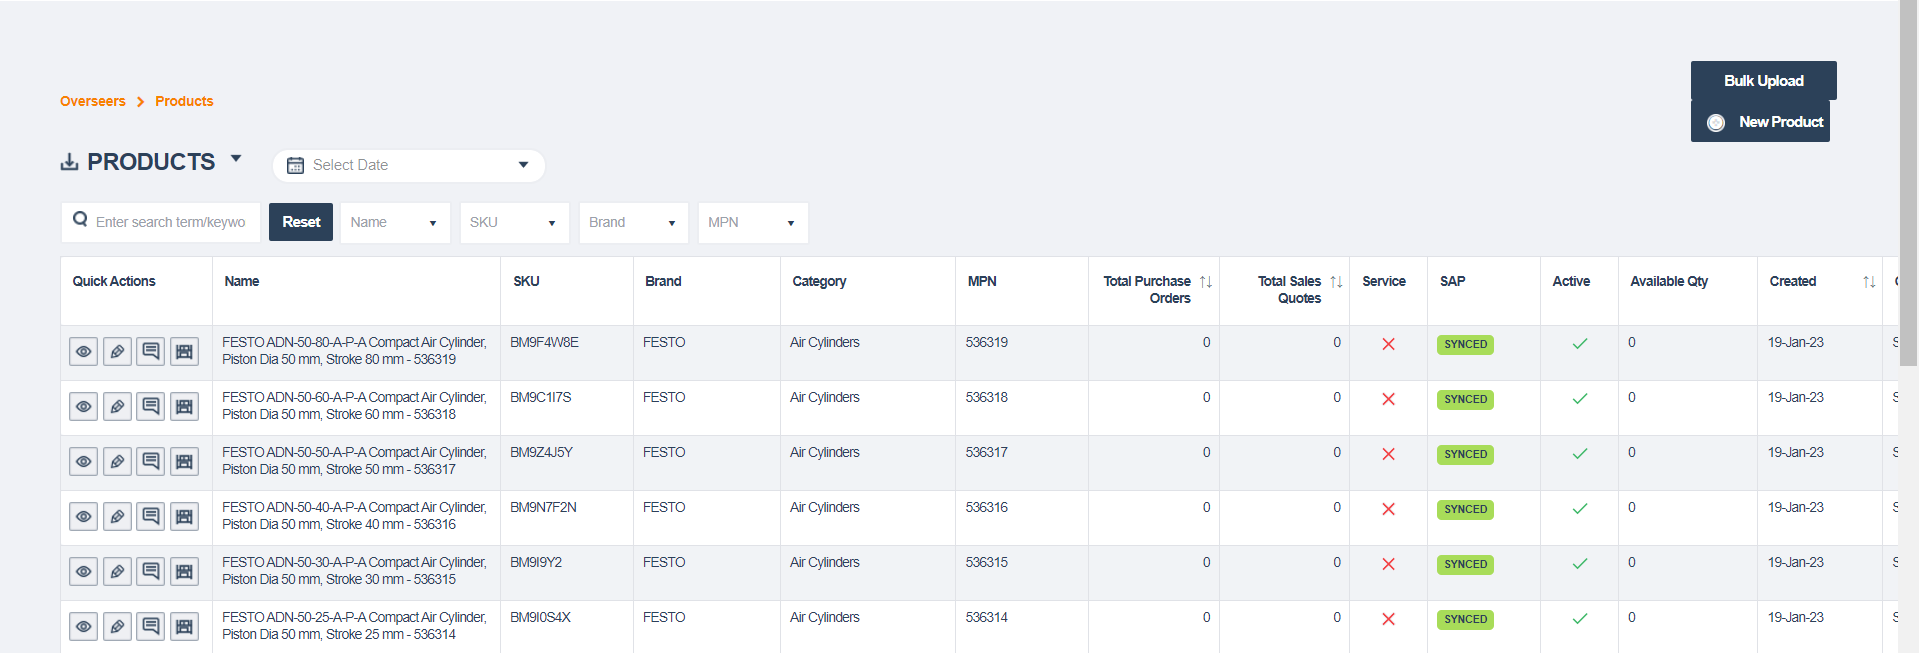 Bulk Upload
Overseers > Products
New Product
PRODUCTS
Select Date
Enter search term/keywo
Reset
Name
SKU
Brand
MPN
Quick Actions Name SKU Brand Category MPN Total Purchase Orders Total Sales Quotes Service SAP Active Available Qty Created
FESTO ADN-50-80-A-P-A Compact Air Cylinder, BM9F4W8E FESTO Air Cylinders 536319 0 0 SYNCED 0 19-Jan-23 S
Piston Dia 50 mm, Stroke 80 mm - 536319
FESTO ADN-50-60-A-P-A Compact Air Cylinder, BM9C1I7S FESTO Air Cylinders 536318 0 0 SYNCED 0 19-Jan-23 S
Piston Dia 50 mm, Stroke 60 mm - 536318
FESTO ADN-50-50-A-P-A Compact Air Cylinder, BM9Z4J5Y FESTO Air Cylinders 536317 0 0 SYNCED 0 19-Jan-23 S
Piston Dia 50 mm, Stroke 50 mm - 536317
FESTO ADN-50-40-A-P-A Compact Air Cylinder, BM9N7F2N FESTO Air Cylinders 536316 0 0 SYNCED 0 19-Jan-23 S
Piston Dia 50 mm, Stroke 40 mm - 536316
FESTO ADN-50-30-A-P-A Compact Air Cylinder, BM9I9Y2 FESTO Air Cylinders 536315 0 0 SYNCED 0 19-Jan-23 S
Piston Dia 50 mm, Stroke 30 mm - 536315
FESTO ADN-50-25-A-P-A Compact Air Cylinder, BM9I0S4X FESTO Air Cylinders 536314 0 0 SYNCED 0 19-Jan-23 S
Piston Dia 50 mm, Stroke 25 mm - 536314